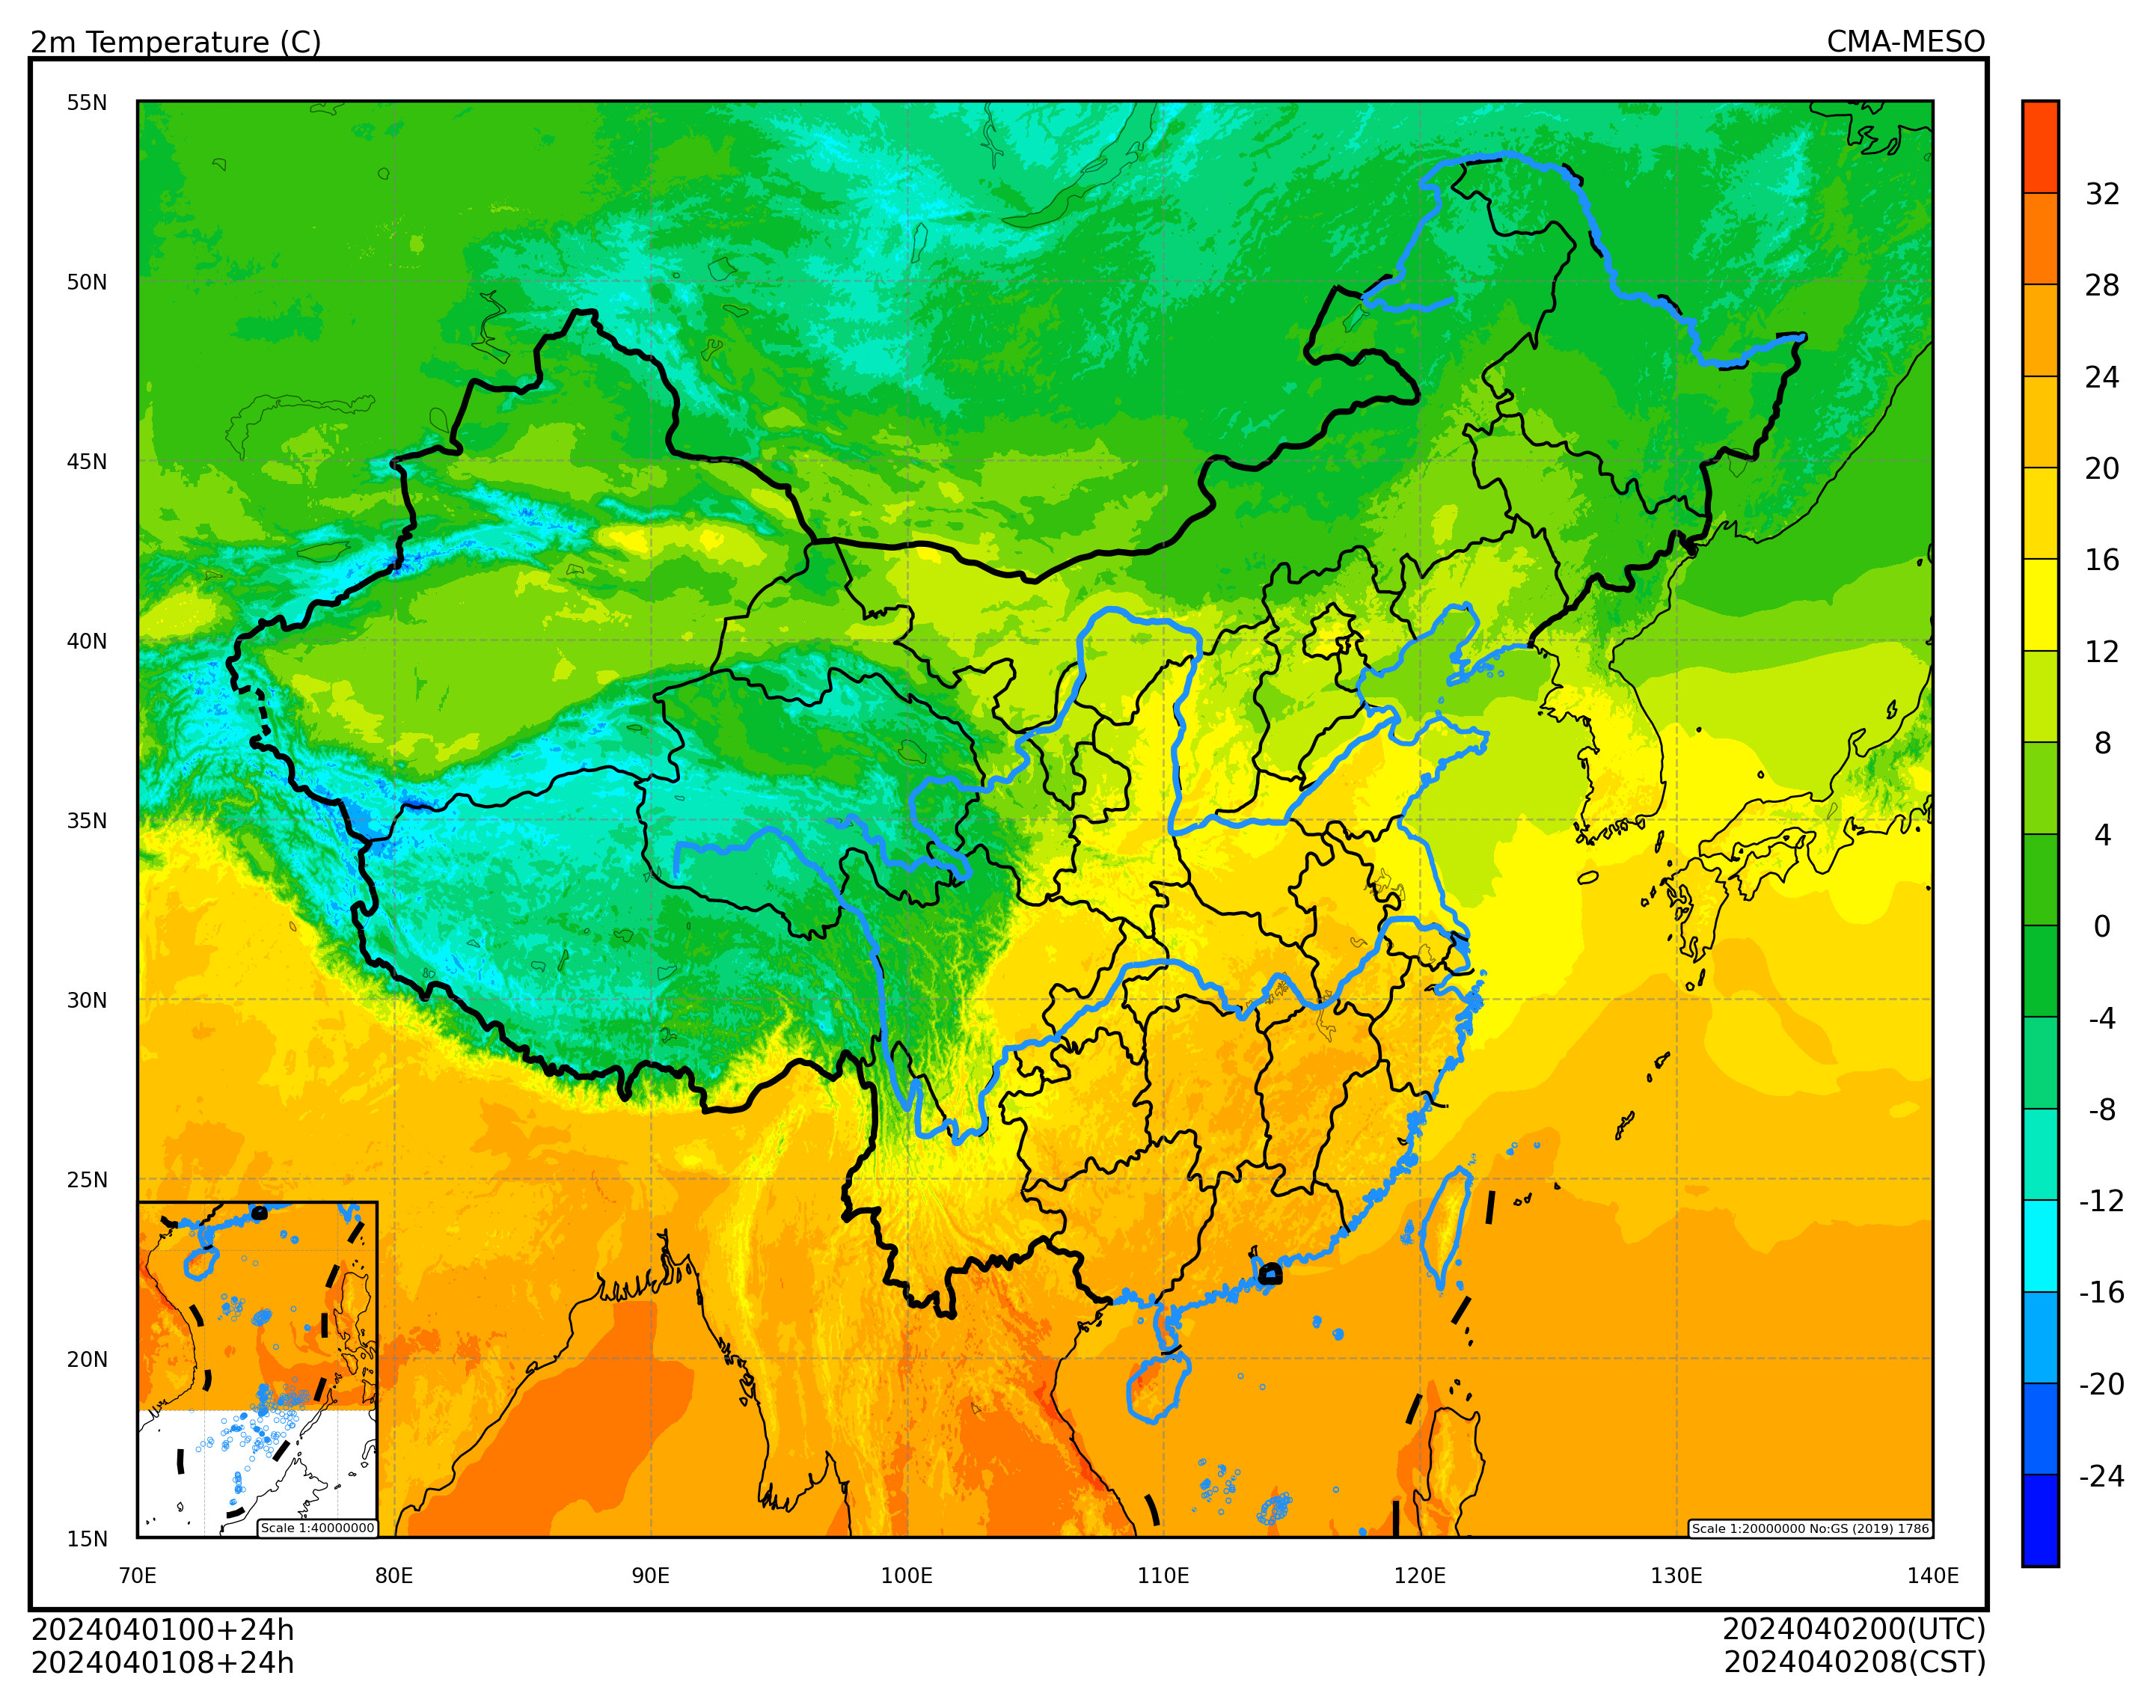 2m Temperature (C)
CMA-MESO
55N
50N
45N
40N
35N
30N
25N
20N
15N
70E
80E
90E
100E
110E
120E
130E
140E
32
28
24
20
16
12
8
4
0
-4
-8
-12
-16
-20
-24
Scale 1:40000000
Scale 1:20000000 No:GS (2019) 1786
2024040100+24h
2024040200(UTC)
2024040108+24h
2024040208(CST)